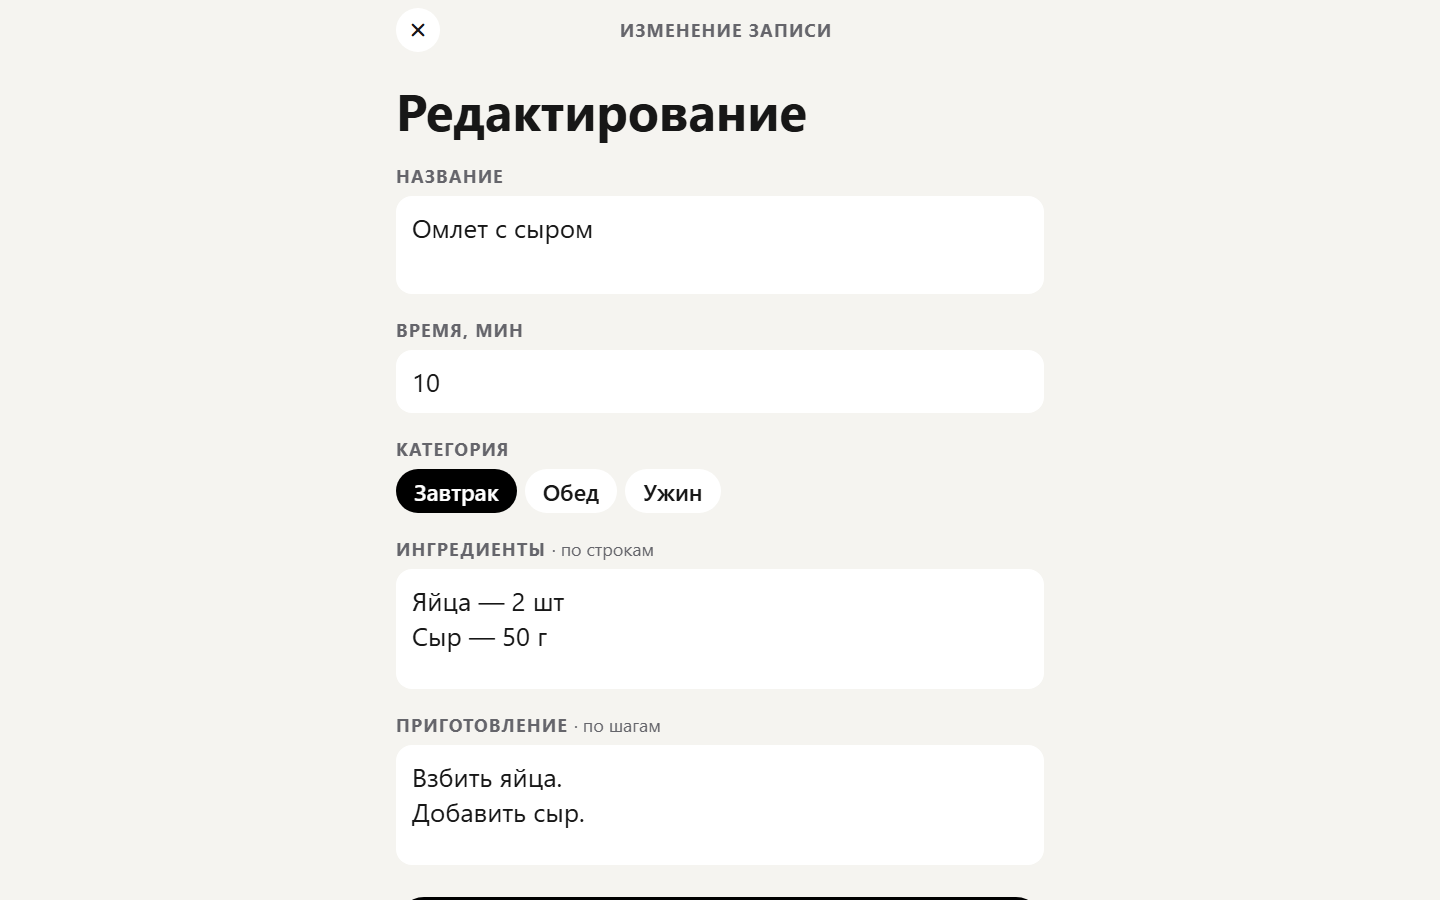 ИЗМЕНЕНИЕ ЗАПИСИ
Редактирование
НАЗВАНИЕ
Омлет с сыром
ВРЕМЯ, МИН
10
КАТЕГОРИЯ
Завтрак Обед Ужин
ИНГРЕДИЕНТЫ · по строкам
Яйца — 2 шт
Сыр — 50 г
ПРИГОТОВЛЕНИЕ · по шагам
Взбить яйца.
Добавить сыр.